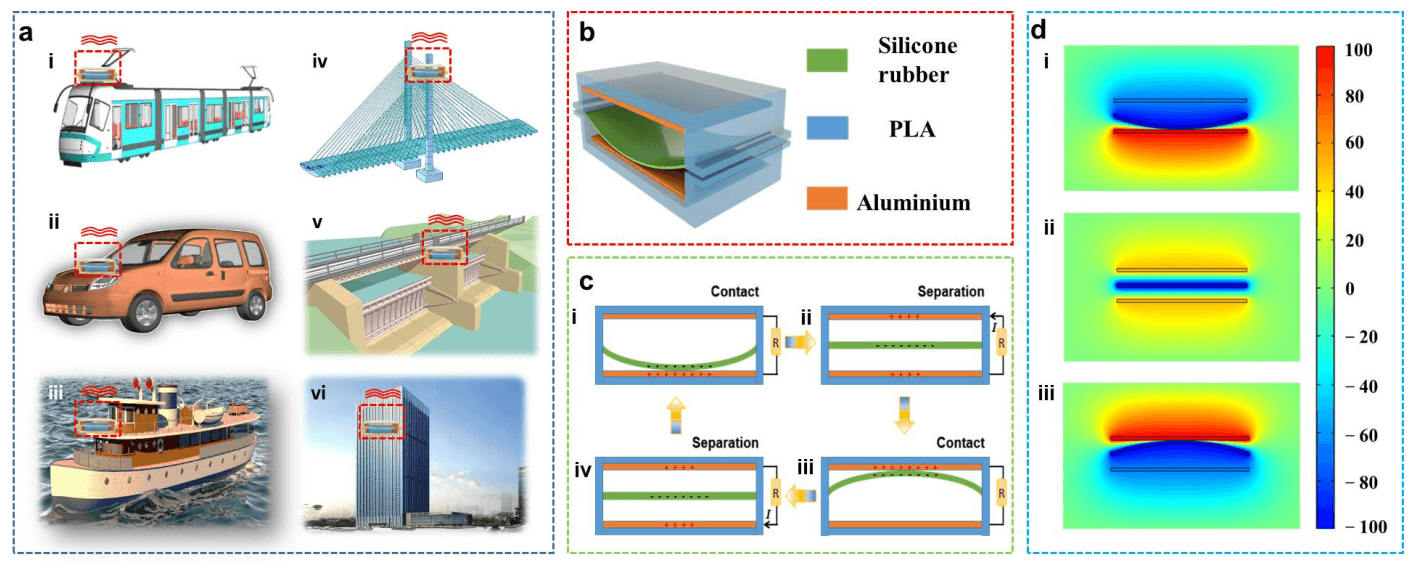 a
i
iv
ii
v
iii
vi
b
Silicone
rubber
PLA
Aluminium
c
Contact
Separation
i
ii
R
I
R
Separation
Contact
iv
iii
R
I
R
d
i
ii
iii
100
80
60
40
20
0
− 20
− 40
− 60
− 80
− 100